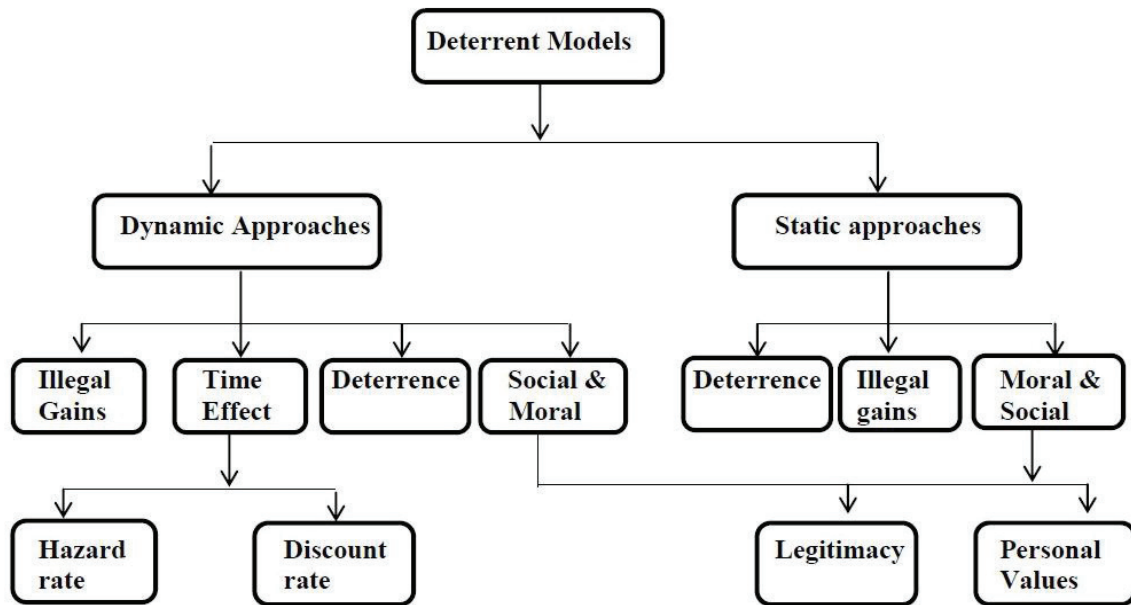 Deterrent Models
Dynamic Approaches
Static approaches
Illegal
Gains
Time
Effect
Deterrence
Social &
Moral
Deterrence
Illegal
gains
Moral &
Social
Hazard
rate
Discount
rate
Legitimacy
Personal
Values